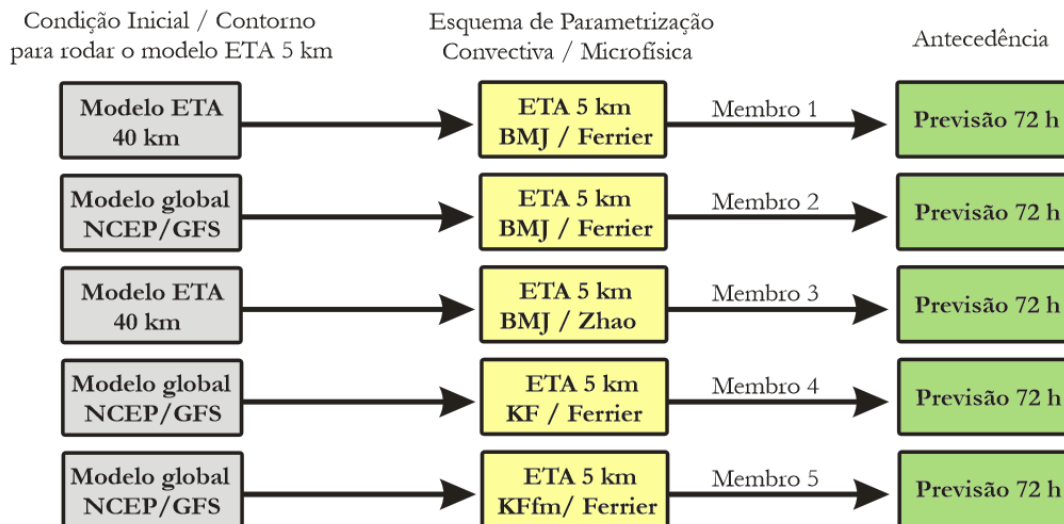 Condição Inicial / Contorno
para rodar o modelo ETA 5 km
Esquema de Parametrização
Convectiva / Microfísica
Antecedência
Modelo ETA
40 km
ETA 5 km
BMJ / Ferrier
Membro 1
Previsão 72 h
Modelo global
NCEP/GFS
ETA 5 km
BMJ / Ferrier
Membro 2
Previsão 72 h
Modelo ETA
40 km
ETA 5 km
BMJ / Zhao
Membro 3
Previsão 72 h
Modelo global
NCEP/GFS
ETA 5 km
KF / Ferrier
Membro 4
Previsão 72 h
Modelo global
NCEP/GFS
ETA 5 km
KFfm/ Ferrier
Membro 5
Previsão 72 h